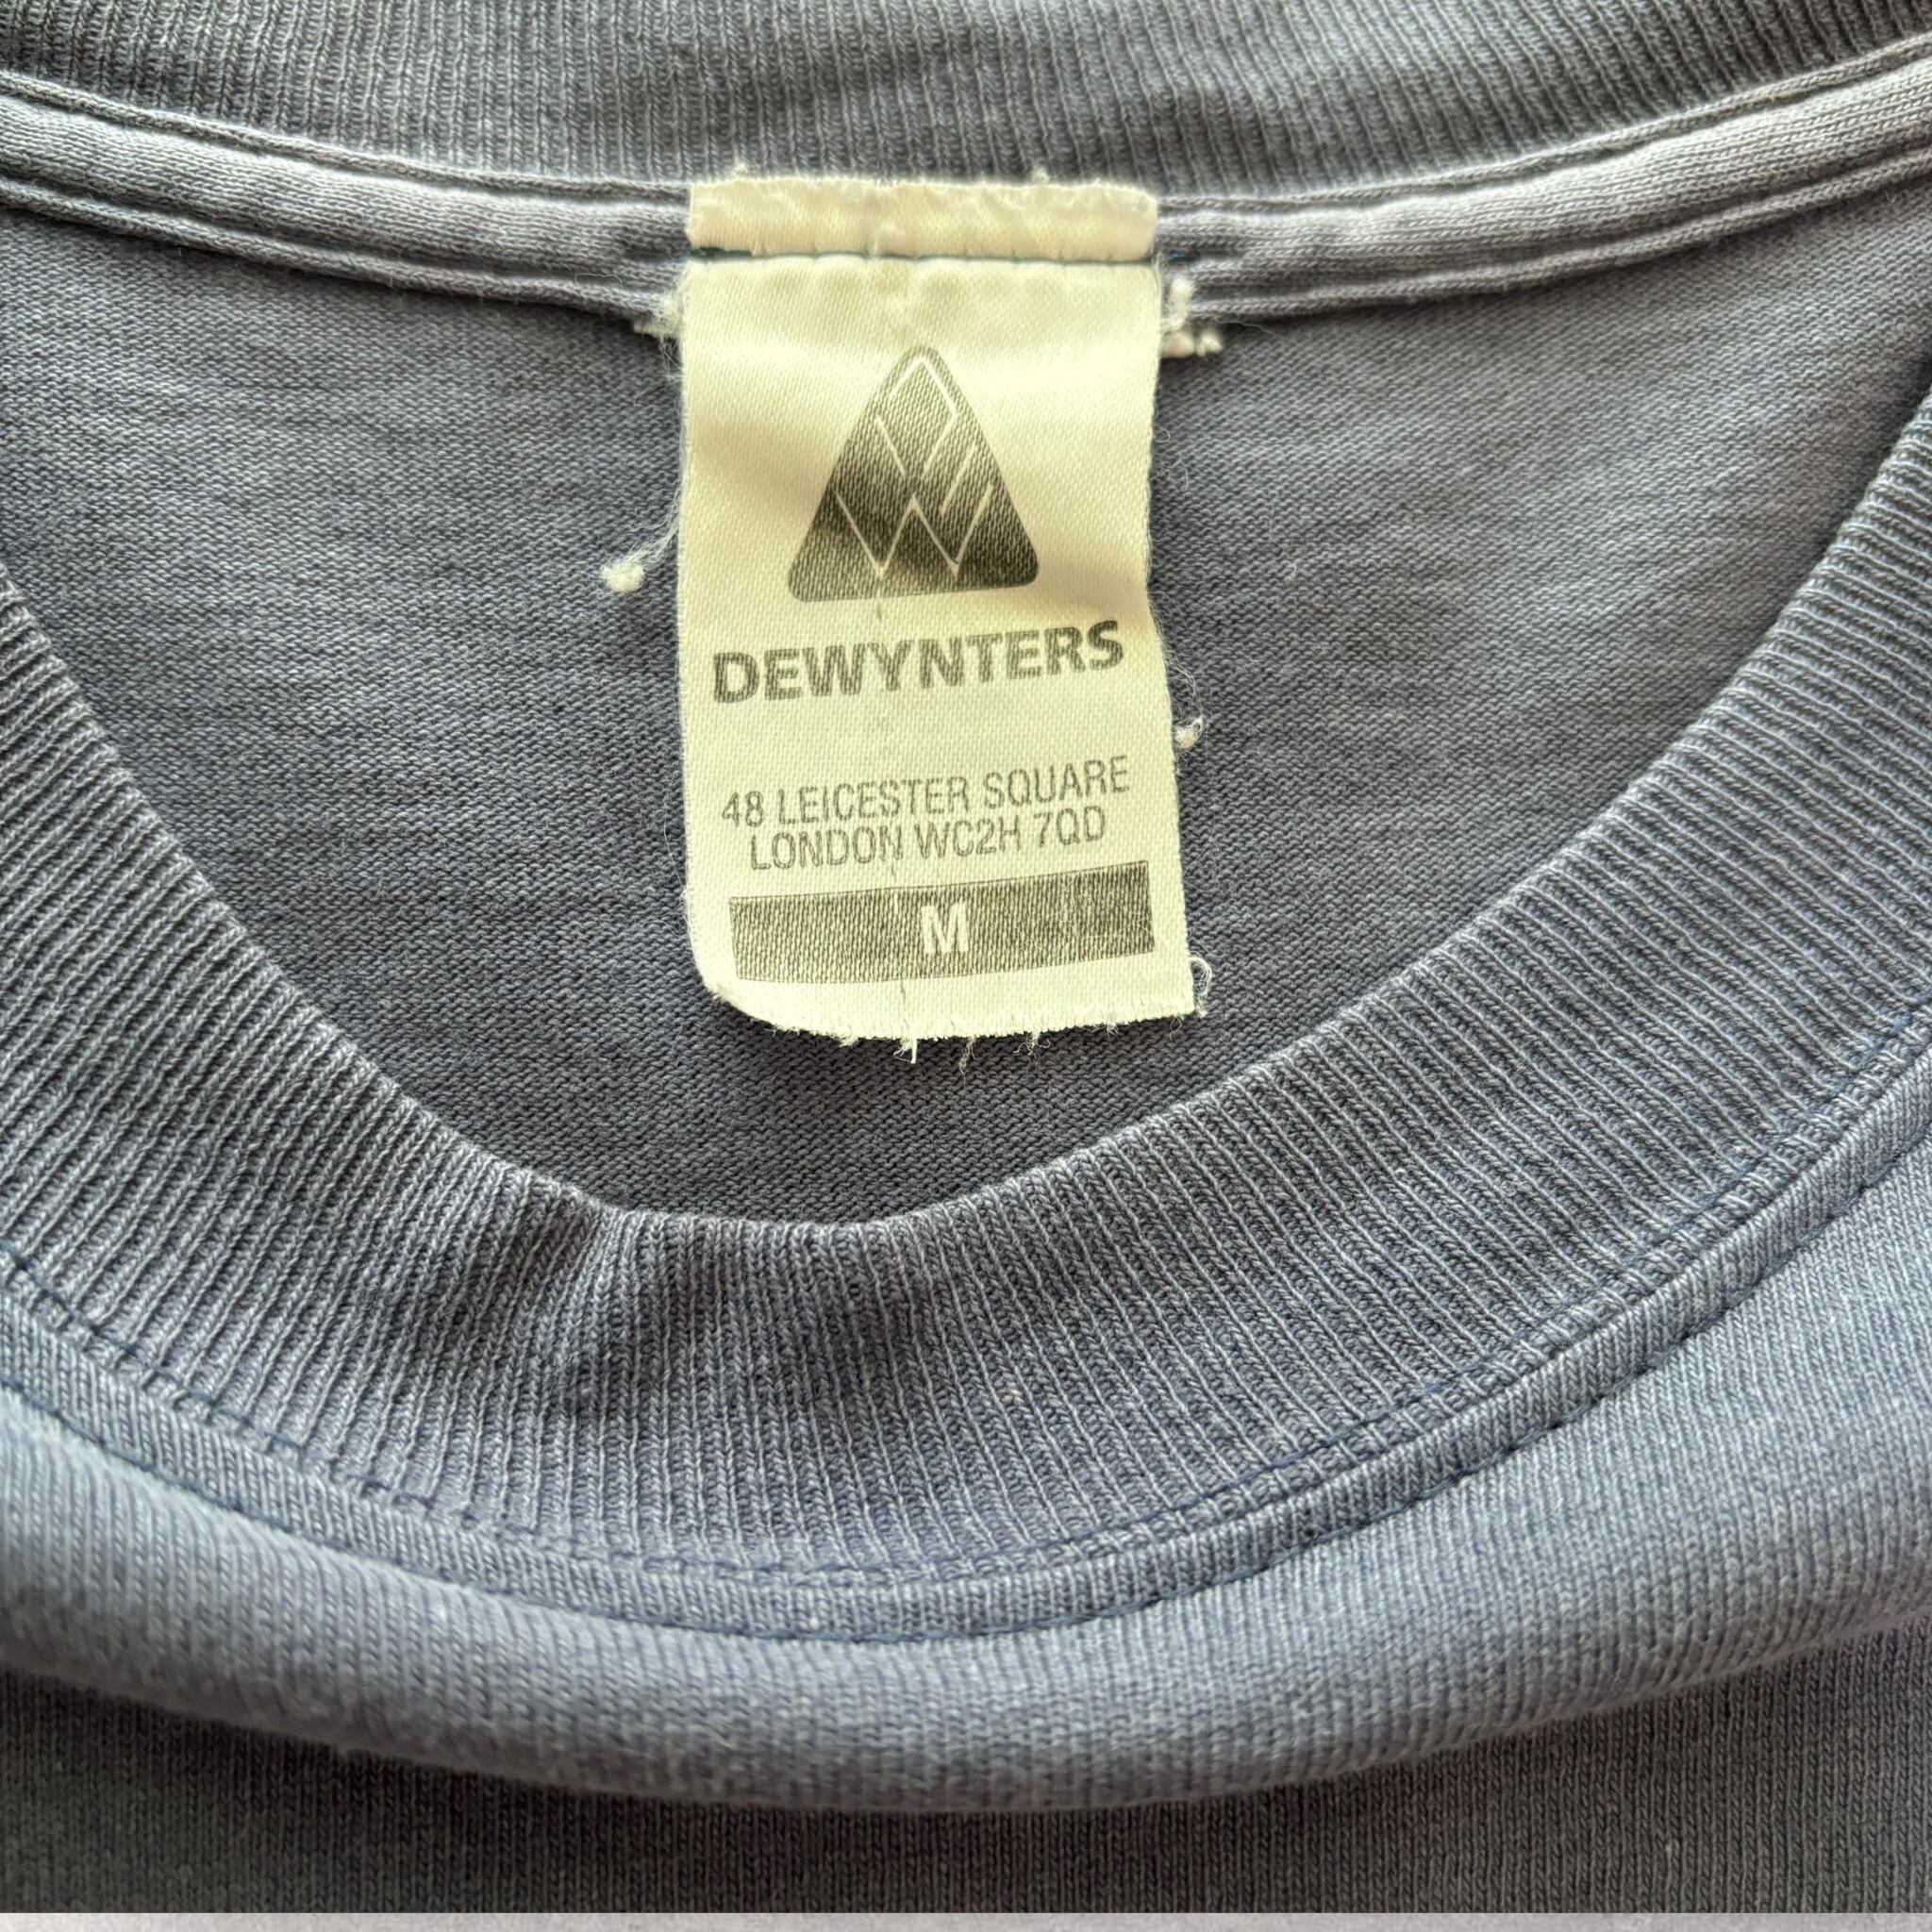 DEWYNTERS
48 LEICESTER SQUARE
LONDON WC2H 7QD
M